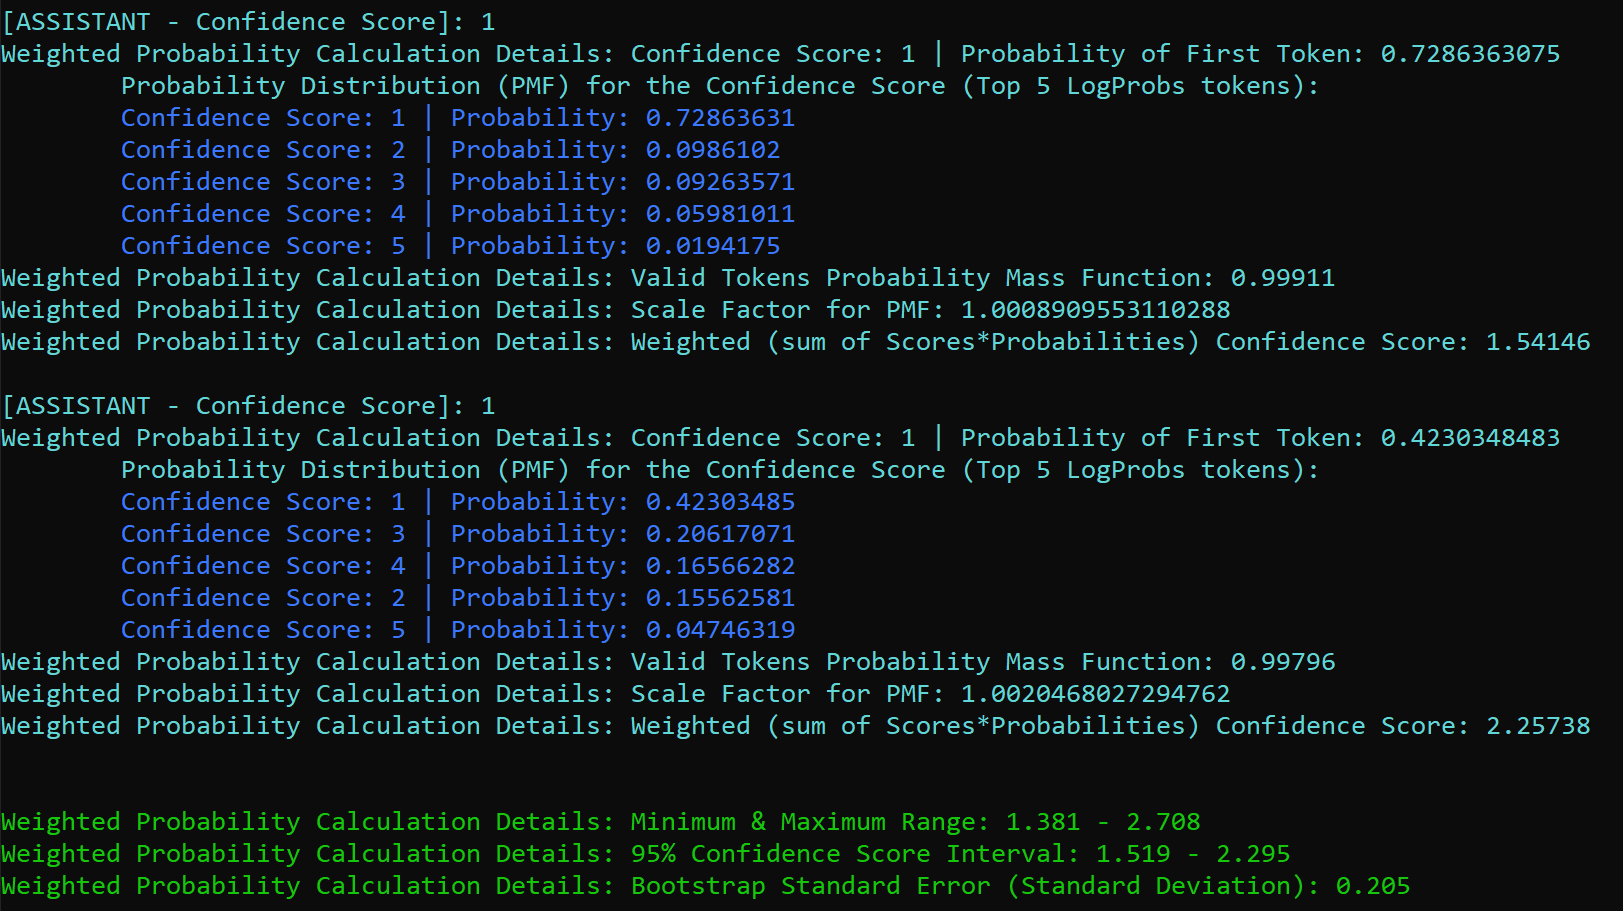 [ASSISTANT - Confidence Score]: 1
Weighted Probability Calculation Details: Confidence Score: 1 | Probability of First Token: 0.7286363075
Probability Distribution (PMF) for the Confidence Score (Top 5 LogProbs tokens):
Confidence Score: 1 | Probability: 0.72863631
Confidence Score: 2 | Probability: 0.0986102
Confidence Score: 3 | Probability: 0.09263571
Confidence Score: 4 | Probability: 0.05981011
Confidence Score: 5 | Probability: 0.0194175
Weighted Probability Calculation Details: Valid Tokens Probability Mass Function: 0.99911
Weighted Probability Calculation Details: Scale Factor for PMF: 1.0008909553110288
Weighted Probability Calculation Details: Weighted (sum of Scores*Probabilities) Confidence Score: 1.54146
[ASSISTANT - Confidence Score]: 1
Weighted Probability Calculation Details: Confidence Score: 1 | Probability of First Token: 0.4230348483
Probability Distribution (PMF) for the Confidence Score (Top 5 LogProbs tokens):
Confidence Score: 1 | Probability: 0.42303485
Confidence Score: 3 | Probability: 0.20617071
Confidence Score: 4 | Probability: 0.16566282
Confidence Score: 2 | Probability: 0.15562581
Confidence Score: 5 | Probability: 0.04746319
Weighted Probability Calculation Details: Valid Tokens Probability Mass Function: 0.99796
Weighted Probability Calculation Details: Scale Factor for PMF: 1.0020468027294762
Weighted Probability Calculation Details: Weighted (sum of Scores*Probabilities) Confidence Score: 2.25738
Weighted Probability Calculation Details: Minimum & Maximum Range: 1.381 - 2.708
Weighted Probability Calculation Details: 95% Confidence Score Interval: 1.519 - 2.295
Weighted Probability Calculation Details: Bootstrap Standard Error (Standard Deviation): 0.205